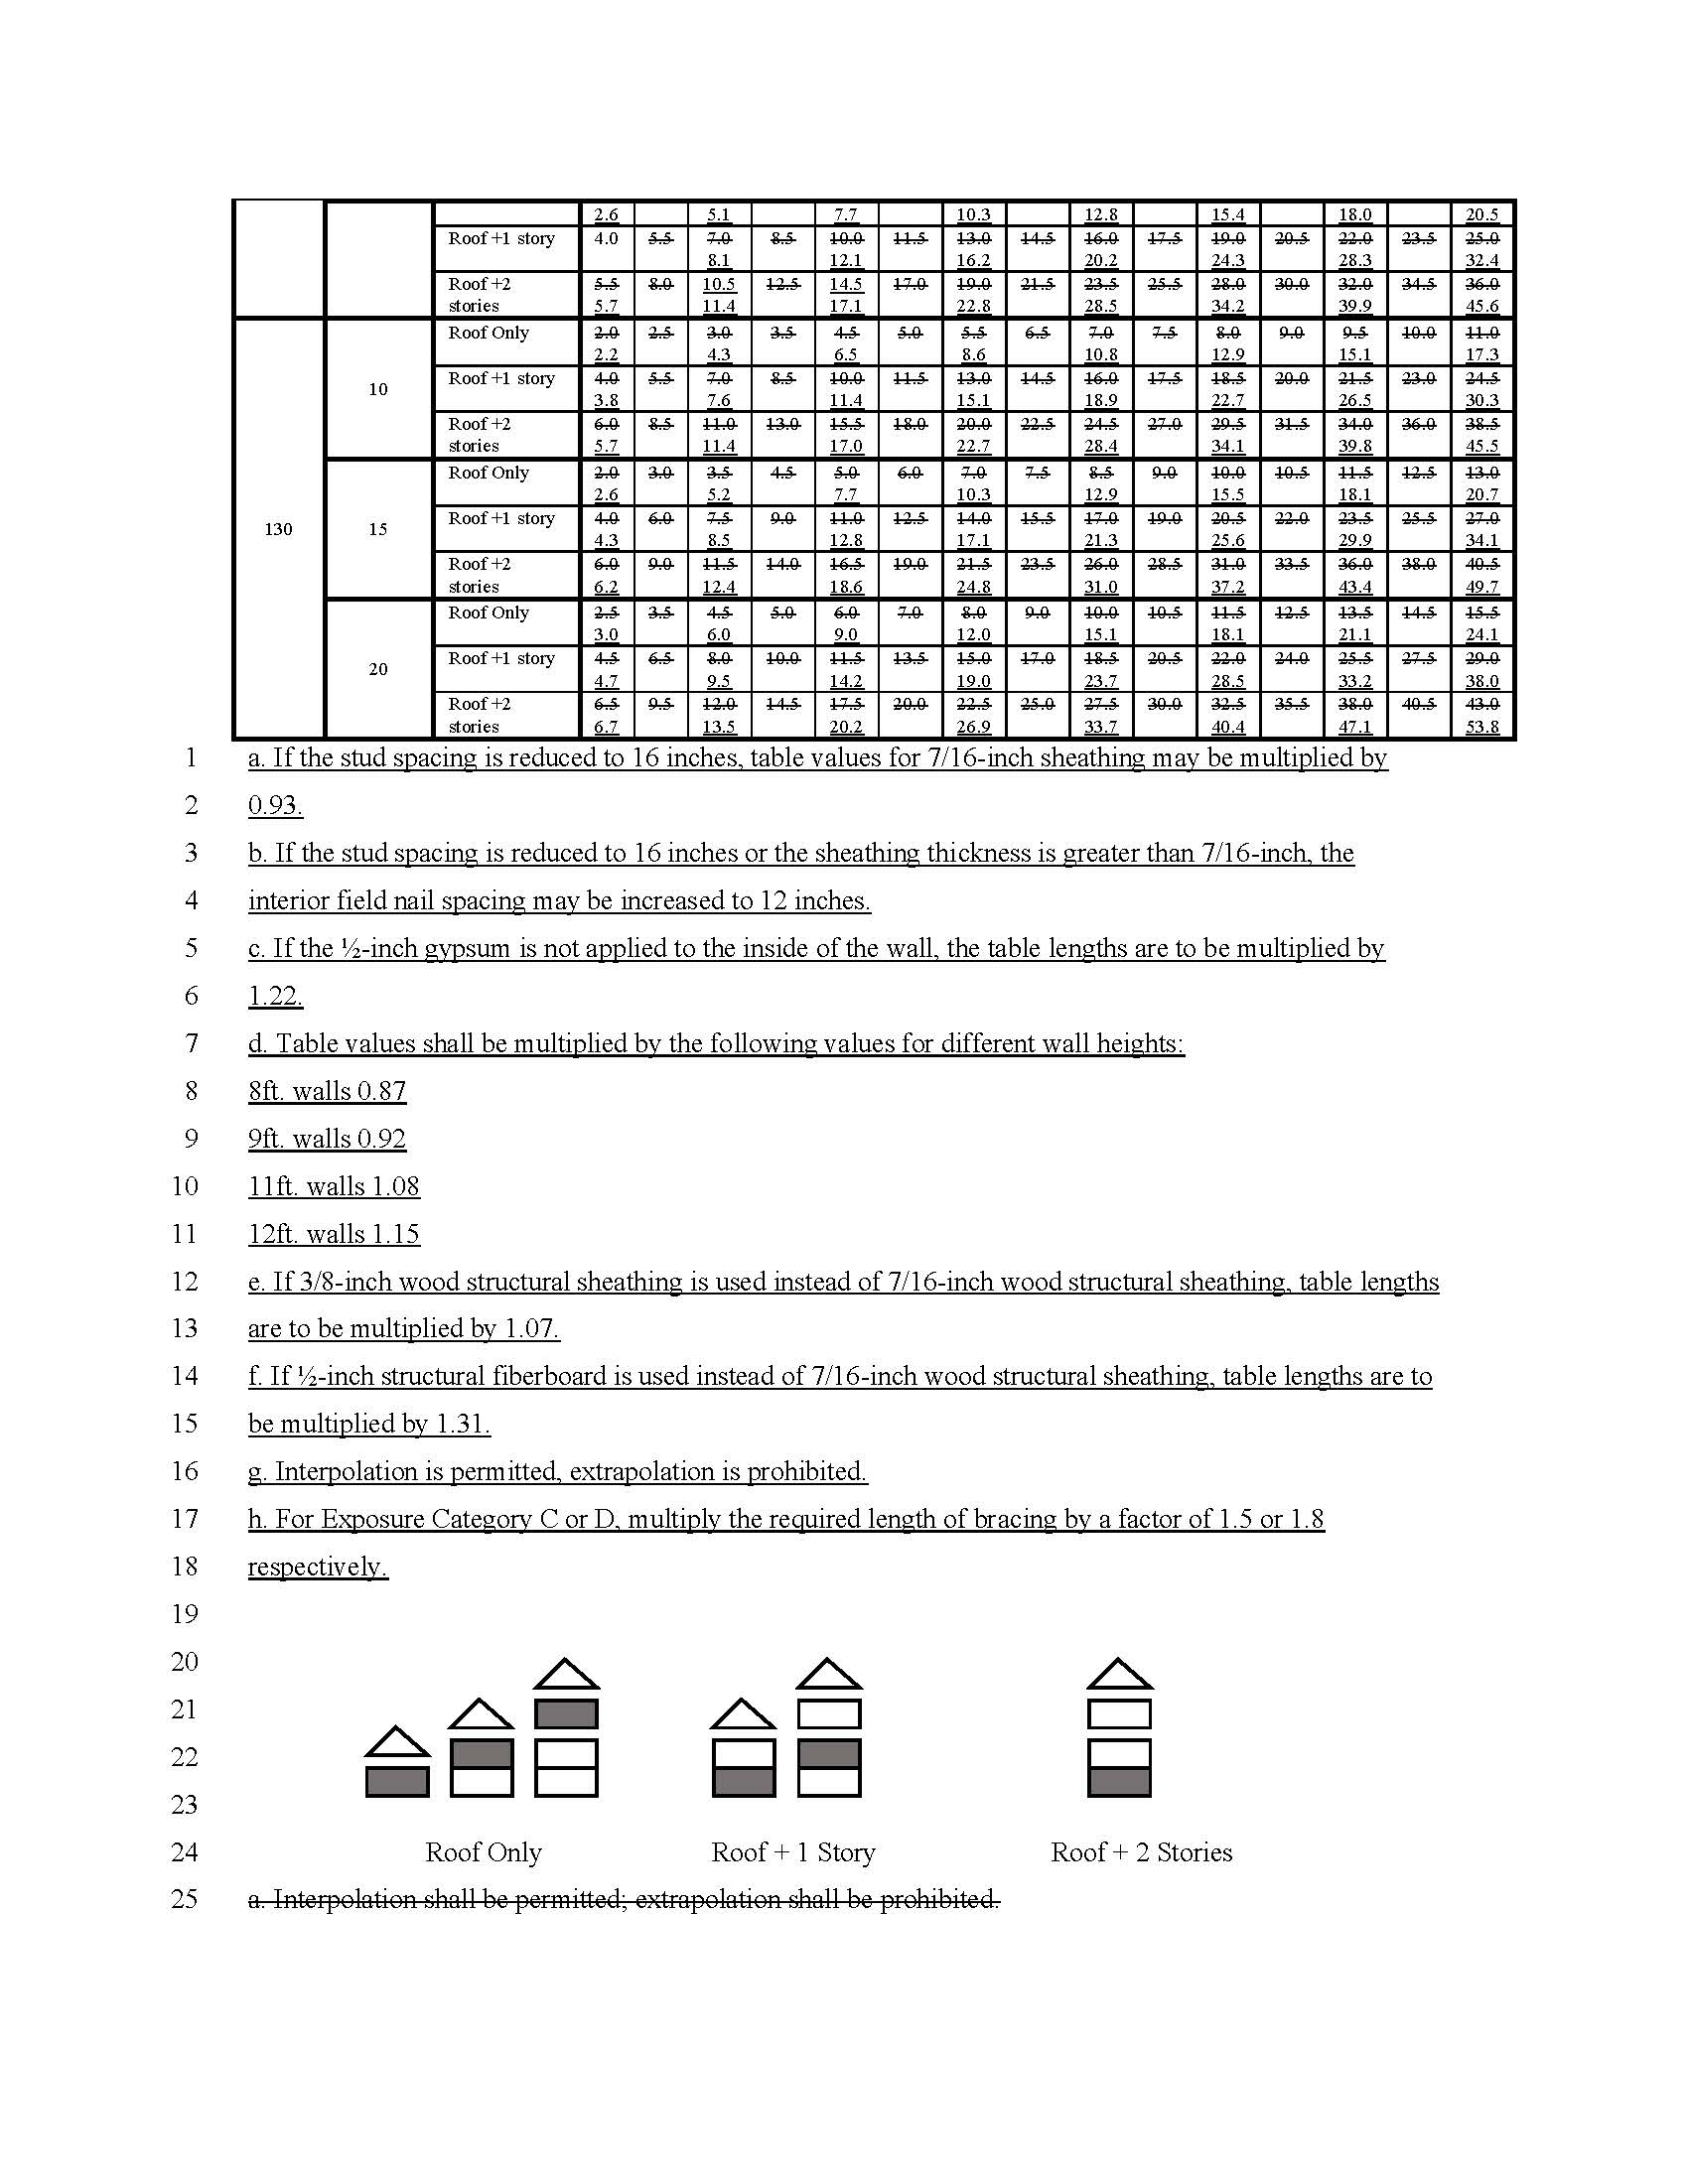 2.6 5.1 7.7 10.3 12.8 15.4 18.0 20.5
Roof +1 story 4.0 5.5 7.0 8.5 10.0 11.5 13.0 14.5 16.0 17.5 19.0 20.5 22.0 23.5 25.0
8.1 12.1 16.2 20.2 24.3 28.3 32.4
Roof +2 5.5 8.0 10.5 12.5 14.5 17.0 19.0 21.5 23.5 25.5 28.0 30.0 32.0 34.5 36.0
stories 5.7 11.4 17.1 22.8 28.5 34.2 39.9 45.6
Roof Only 2.0 2.5 3.0 3.5 4.5 5.0 5.5 6.5 7.0 7.5 8.0 9.0 9.5 10.0 11.0
2.2 4.3 6.5 8.6 10.8 12.9 15.1 17.3
10 Roof +1 story 4.0 5.5 7.0 8.5 10.0 11.5 13.0 14.5 16.0 17.5 18.5 20.0 21.5 23.0 24.5
3.8 7.6 11.4 15.1 18.9 22.7 26.5 30.3
Roof +2 6.0 8.5 11.0 13.0 15.5 18.0 20.0 22.5 24.5 27.0 29.5 31.5 34.0 36.0 38.5
stories 5.7 11.4 17.0 22.7 28.4 34.1 39.8 45.5
Roof Only 2.0 3.0 3.5 4.5 5.0 6.0 7.0 7.5 8.5 9.0 10.0 10.5 11.5 12.5 13.0
2.6 5.2 7.7 10.3 12.9 15.5 18.1 20.7
130 15 Roof +1 story 4.0 6.0 7.5 9.0 11.0 12.5 14.0 15.5 17.0 19.0 20.5 22.0 23.5 25.5 27.0
4.3 8.5 12.8 17.1 21.3 25.6 29.9 34.1
Roof +2 6.0 9.0 11.5 14.0 16.5 19.0 21.5 23.5 26.0 28.5 31.0 33.5 36.0 38.0 40.5
stories 6.2 12.4 18.6 24.8 31.0 37.2 43.4 49.7
Roof Only 2.5 3.5 4.5 5.0 6.0 7.0 8.0 9.0 10.0 10.5 11.5 12.5 13.5 14.5 15.5
3.0 6.0 9.0 12.0 15.1 18.1 21.1 24.1
20 Roof +1 story 4.5 6.5 8.0 10.0 11.5 13.5 15.0 17.0 18.5 20.5 22.0 24.0 25.5 27.5 29.0
4.7 9.5 14.2 19.0 23.7 28.5 33.2 38.0
Roof +2 6.5 9.5 12.0 14.5 17.5 20.0 22.5 25.0 27.5 30.0 32.5 35.5 38.0 40.5 43.0
stories 6.7 13.5 20.2 26.9 33.7 40.4 47.1 53.8
1 a. If the stud spacing is reduced to 16 inches, table values for 7/16-inch sheathing may be multiplied by
2 0.93.
3 b. If the stud spacing is reduced to 16 inches or the sheathing thickness is greater than 7/16-inch, the
4 interior field nail spacing may be increased to 12 inches.
5 c. If the ½-inch gypsum is not applied to the inside of the wall, the table lengths are to be multiplied by
6 1.22.
7 d. Table values shall be multiplied by the following values for different wall heights:
8 8ft. walls 0.87
9 9ft. walls 0.92
10 11ft. walls 1.08
11 12ft. walls 1.15
12 e. If 3/8-inch wood structural sheathing is used instead of 7/16-inch wood structural sheathing, table lengths
13 are to be multiplied by 1.07.
14 f. If ½-inch structural fiberboard is used instead of 7/16-inch wood structural sheathing, table lengths are to
15 be multiplied by 1.31.
16 g. Interpolation is permitted, extrapolation is prohibited.
17 h. For Exposure Category C or D, multiply the required length of bracing by a factor of 1.5 or 1.8
18 respectively.
19
20
21
22
23
24 Roof Only Roof + 1 Story Roof + 2 Stories
25 a. Interpolation shall be permitted; extrapolation shall be prohibited.